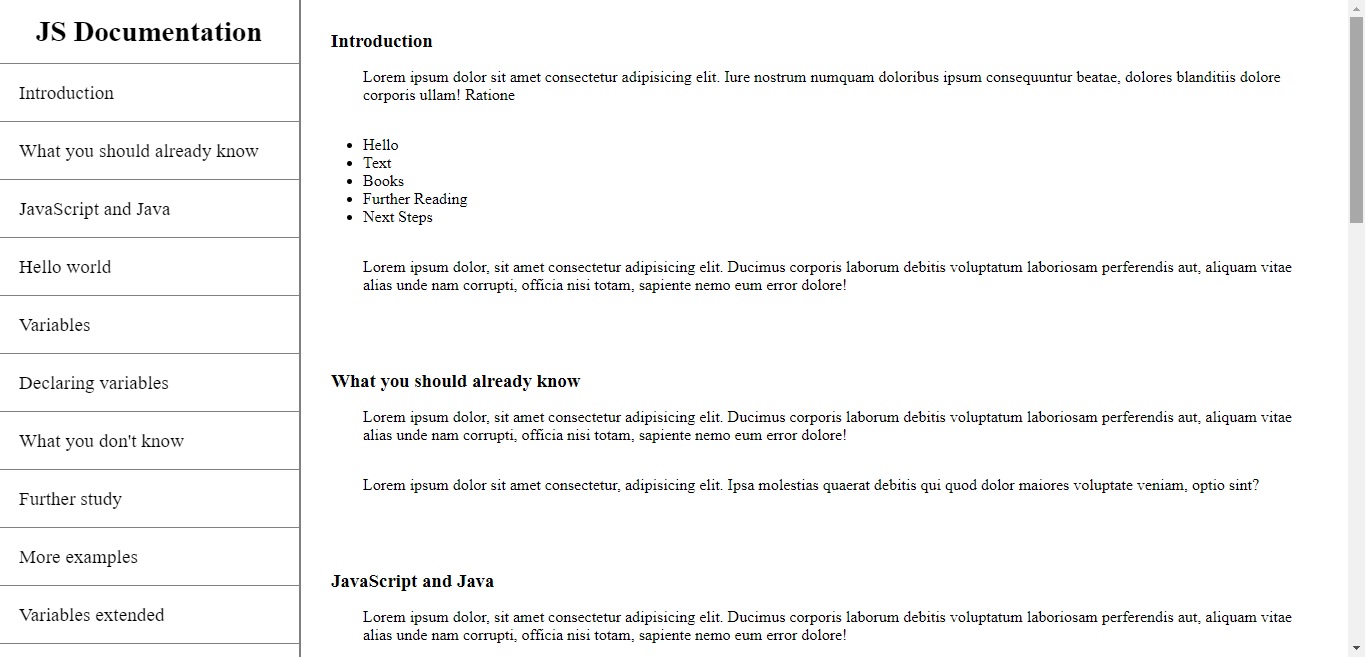 JS Documentation
Introduction
What you should already know
JavaScript and Java
Hello world
Variables
Declaring variables
What you don't know
Further study
More examples
Variables extended
Introduction
Lorem ipsum dolor sit amet consectetur adipisicing elit. Iure nostrum numquam doloribus ipsum consequuntur beatae, dolores blanditiis dolore
corporis ullam! Ratione
Hello
Text
Books
Further Reading
Next Steps
Lorem ipsum dolor, sit amet consectetur adipisicing elit. Ducimus corporis laborum debitis voluptatum laboriosam perferendis aut, aliquam vitae
alias unde nam corrupti, officia nisi totam, sapiente nemo eum error dolore!
What you should already know
Lorem ipsum dolor, sit amet consectetur adipisicing elit. Ducimus corporis laborum debitis voluptatum laboriosam perferendis aut, aliquam vitae
alias unde nam corrupti, officia nisi totam, sapiente nemo eum error dolore!
Lorem ipsum dolor sit amet consectetur, adipisicing elit. Ipsa molestias quaerat debitis qui quod dolor maiores voluptate veniam, optio sint?
JavaScript and Java
Lorem ipsum dolor, sit amet consectetur adipisicing elit. Ducimus corporis laborum debitis voluptatum laboriosam perferendis aut, aliquam vitae
alias unde nam corrupti, officia nisi totam, sapiente nemo eum error dolore!